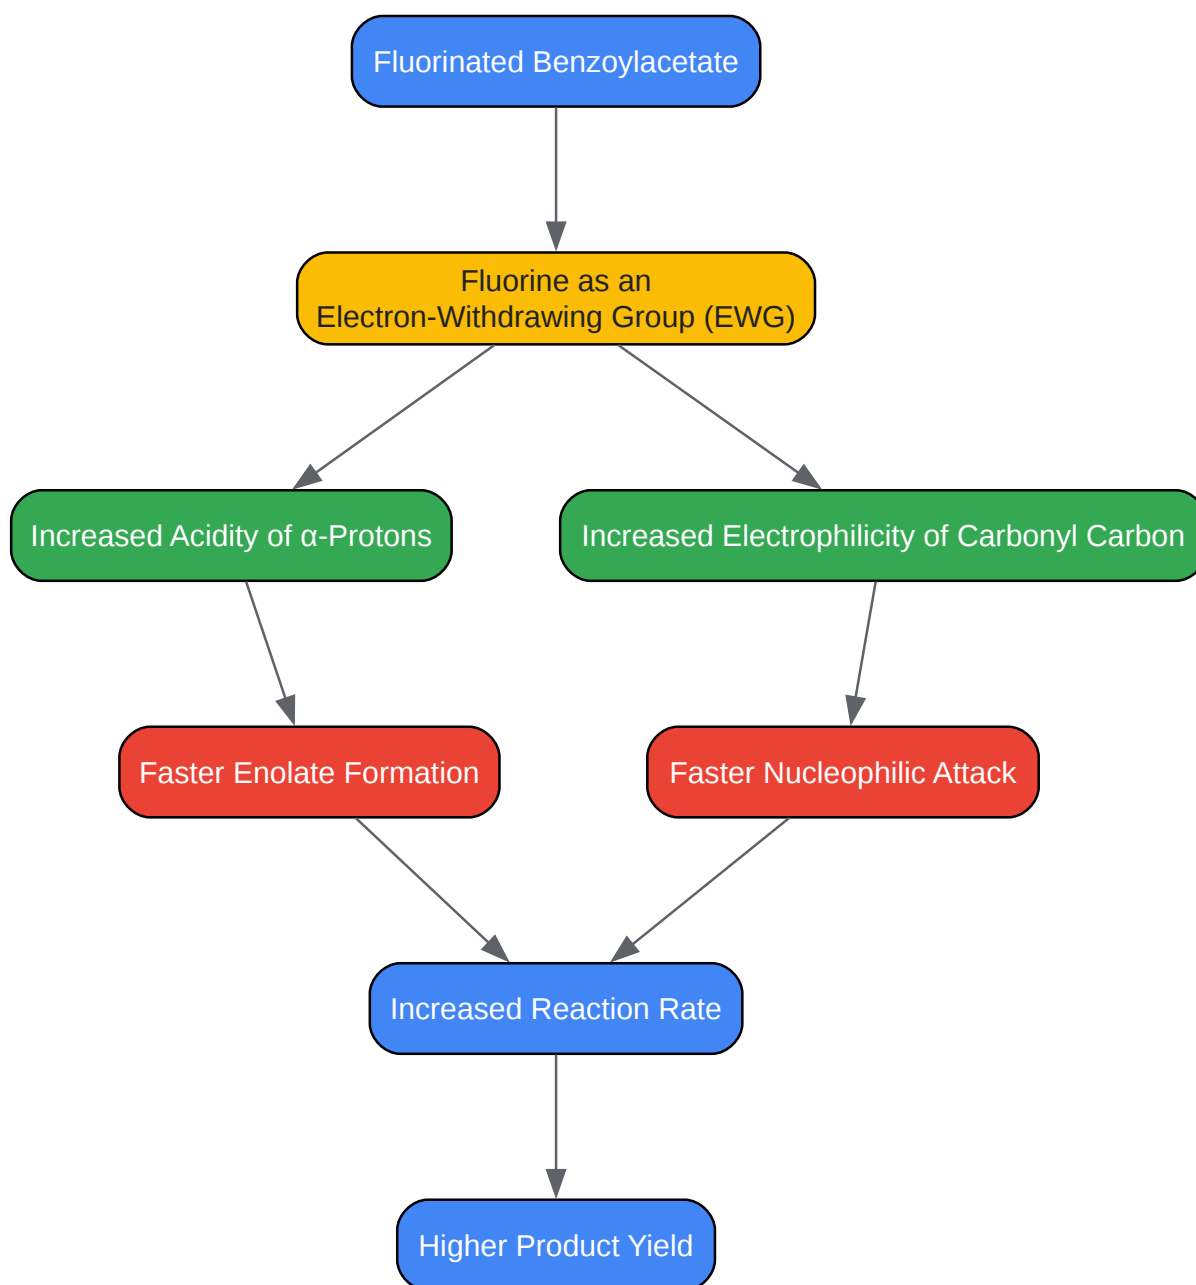 Fluorinated Benzoylacetate
Fluorine as an
Electron-Withdrawing Group (EWG)
Increased Acidity of α-Protons
Increased Electrophilicity of Carbonyl Carbon
Faster Enolate Formation
Faster Nucleophilic Attack
Increased Reaction Rate
Higher Product Yield